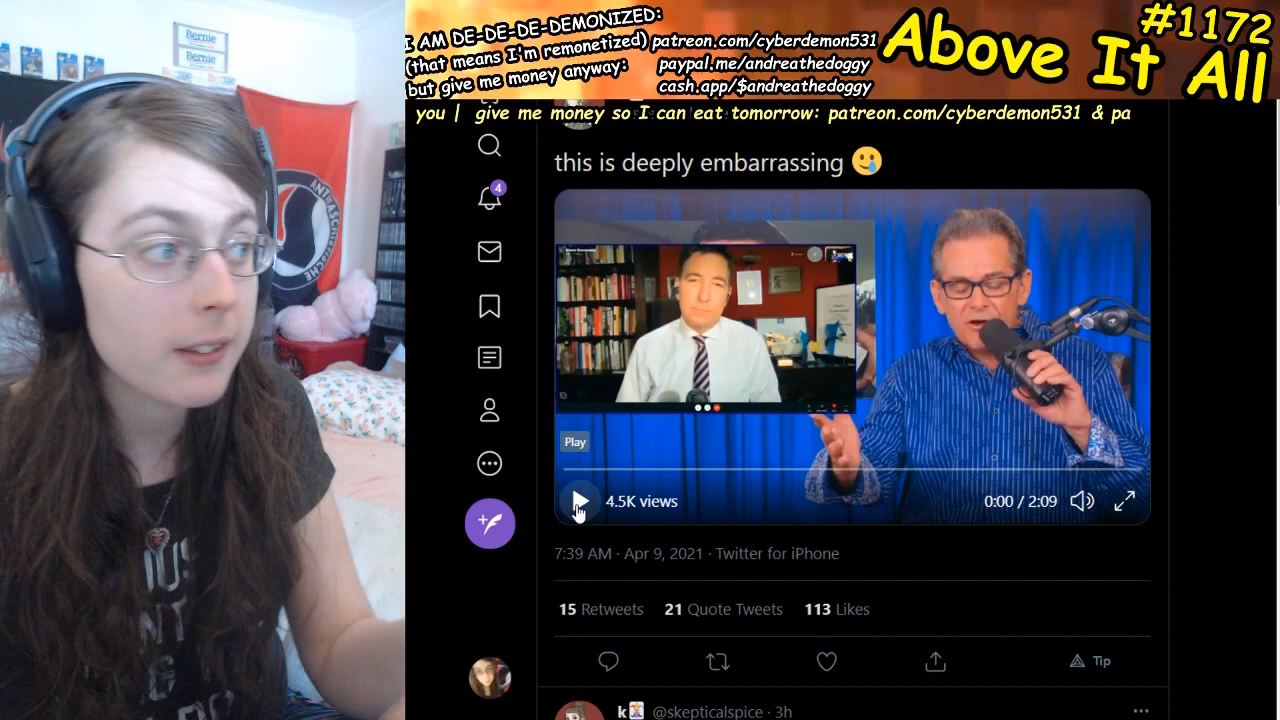 Bernie
Bernie
I AM DE-DE-DE-DEMONIZED:
(that means I'm remonetized)
but give me money anyway:
patreon.com/cyberdemon531
paypal.me/andreathedoggy
cash.app/$andreathedoggy
#1172
Above It All
you | give me money so I can eat tomorrow: patreon.com/cyberdemon531 & pa
4
this is deeply embarrassing 🥲
Play
4.5K views
0:00 / 2:09
7:39 AM · Apr 9, 2021 · Twitter for iPhone
15 Retweets 21 Quote Tweets 113 Likes
Tip
k🃏 @skepticalspice · 3h